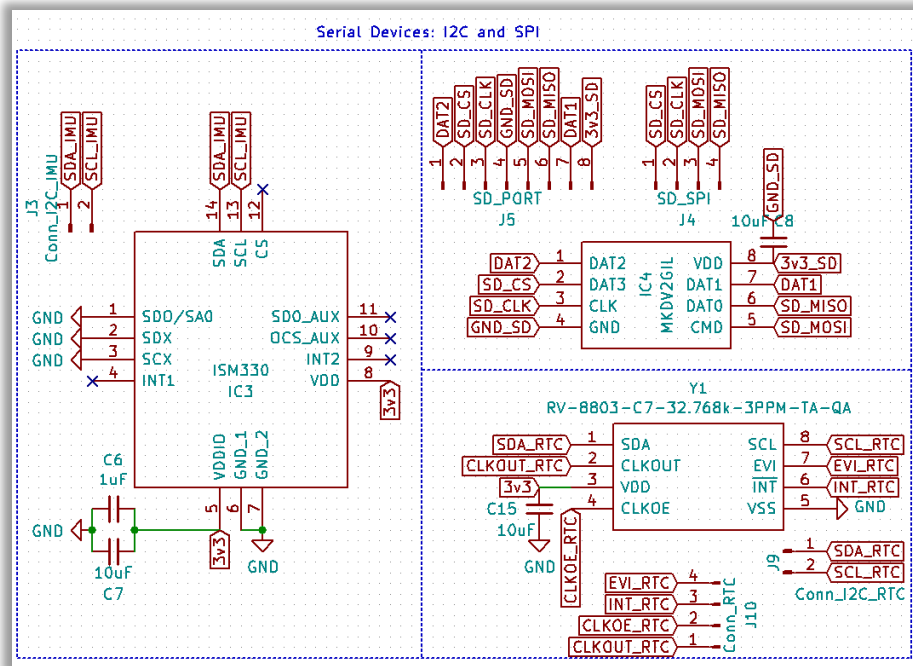 Serial Devices: I2C and SPI
SDA_IMU
SCL_IMU
1
2
J3
Conn_I2C_IMU
SDA_IMU
SCL_IMU
14
13
12
SDA
SCL
CS
GND
1
SDO/SA0
GND
2
SDX
GND
3
SCX
4
INT1
SDO_AUX
11
OCS_AUX
10
INT2
9
VDD
8
3v3
ISM330
IC3
VDDIO
GND_1
GND_2
5
6
7
C6
1uF
GND
10uF
C7
3v3
GND
DAT2
SD_CS
SD_CLK
GND_SD
SD_MOSI
SD_MISO
DAT1
3v3_SD
1
2
3
4
5
6
7
8
SD_PORT
J5
SD_CS
SD_CLK
SD_MOSI
SD_MISO
1
2
3
4
SD_SPI
J4
GND_SD
10uF
C8
DAT2
1
DAT2
SD_CS
2
DAT3
SD_CLK
3
CLK
GND_SD
4
GND
IC4
MKDV2GIL
VDD
8
3v3_SD
DAT1
7
DAT1
DAT0
6
SD_MISO
CMD
5
SD_MOSI
Y1
RV-8803-C7-32.768k-3PPM-TA-QA
SDA_RTC
1
SDA
CLKOUT_RTC
2
CLKOUT
3v3
3
VDD
4
CLKOE
SCL
8
SCL_RTC
EVI
7
EVI_RTC
INT
6
INT_RTC
VSS
5
GND
C15
10uF
GND
CLKOE_RTC
J9
1
SDA_RTC
2
SCL_RTC
Conn_I2C_RTC
EVI_RTC
4
INT_RTC
3
CLKOE_RTC
2
CLKOUT_RTC
1
Conn_RTC
J10